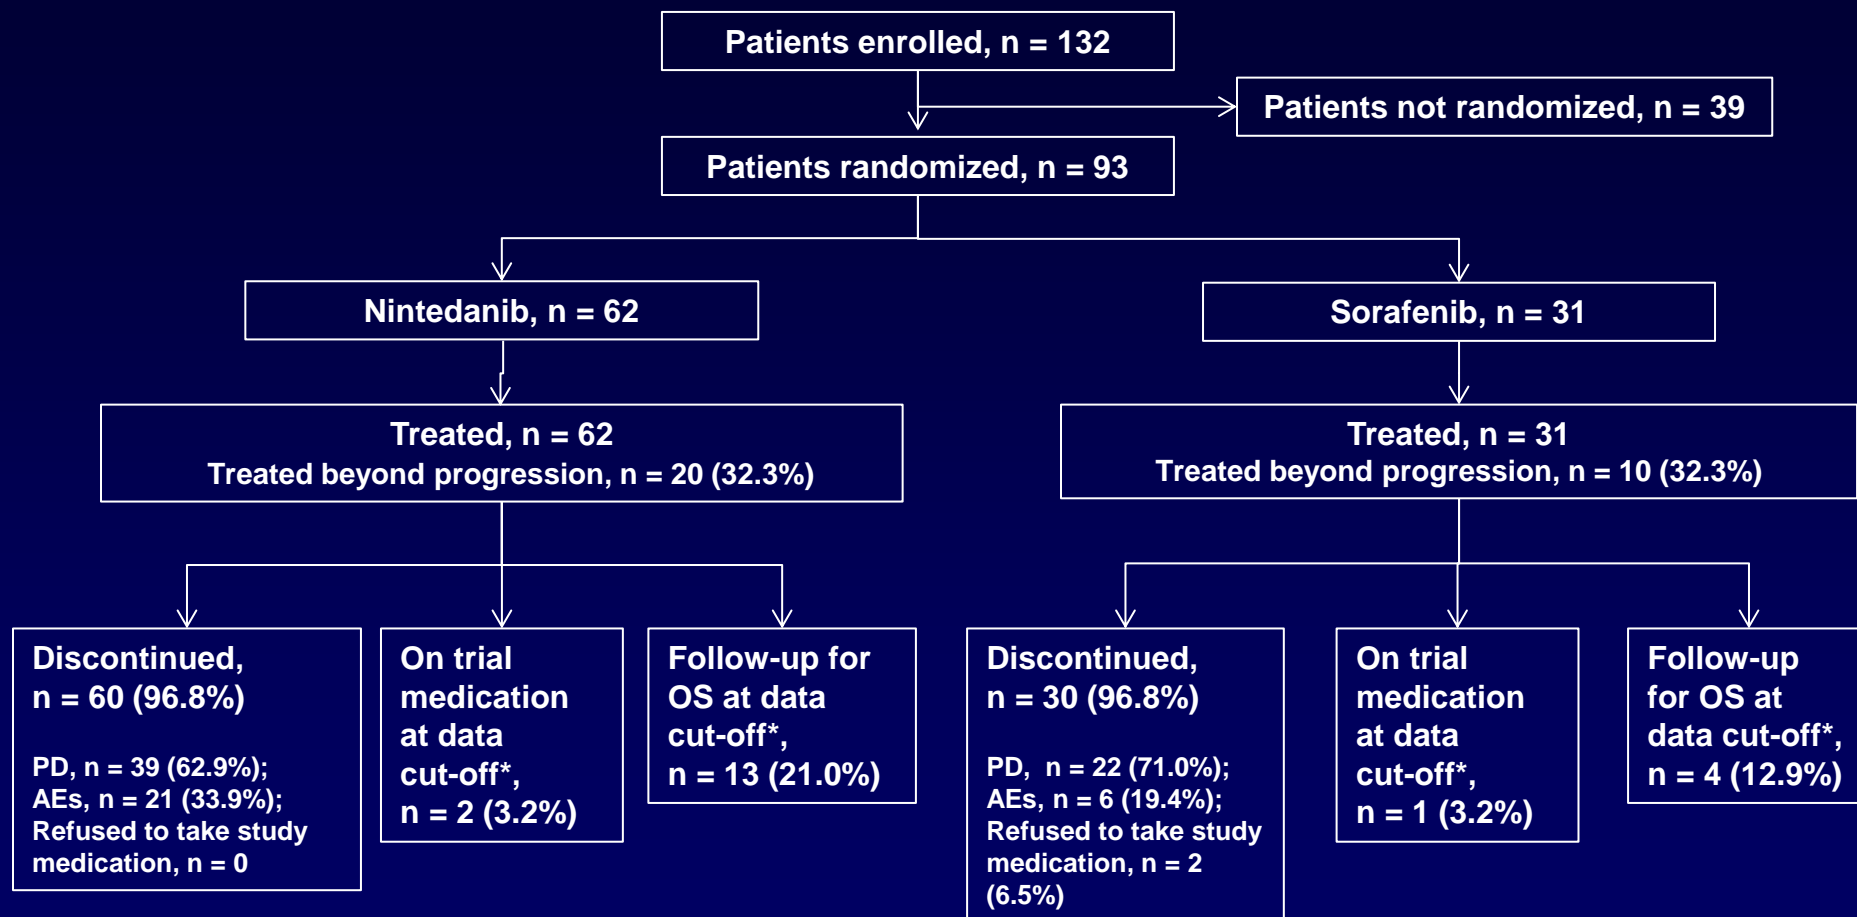 Patients enrolled, n = 132
Patients not randomized, n = 39
Patients randomized, n = 93
Nintedanib, n = 62
Sorafenib, n = 31
Treated, n = 62
Treated beyond progression, n = 20 (32.3%)
Treated, n = 31
Treated beyond progression, n = 10 (32.3%)
Discontinued,
n = 60 (96.8%)
PD, n = 39 (62.9%);
AEs, n = 21 (33.9%);
Refused to take study
medication, n = 0
On trial
medication
at data
cut-off*,
n = 2 (3.2%)
Follow-up for
OS at data
cut-off*,
n = 13 (21.0%)
Discontinued,
n = 30 (96.8%)
PD, n = 22 (71.0%);
AEs, n = 6 (19.4%);
Refused to take study
medication, n = 2
(6.5%)
On trial
medication
at data
cut-off*,
n = 1 (3.2%)
Follow-up
for OS at
data cut-off*,
n = 4 (12.9%)